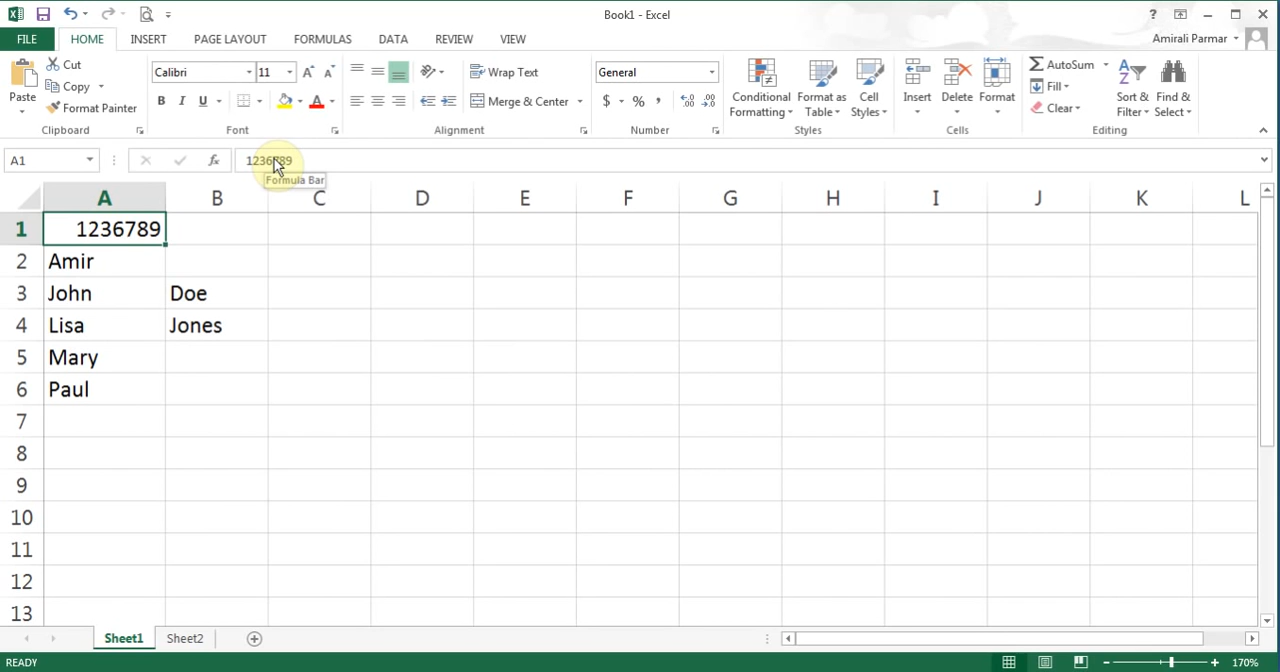 Book1 - Excel
?
FILE HOME INSERT PAGE LAYOUT FORMULAS DATA REVIEW VIEW Amirali Parmar
Paste
Cut
Copy
Format Painter
Clipboard
Calibri 11
B I U
Font
Wrap Text
Merge & Center
Alignment
General
$ % ,
Number
Conditional Formatting
Format as Table
Cell Styles
Styles
Insert
Delete
Format
Cells
AutoSum
Fill
Clear
Sort & Filter
Find & Select
Editing
A1 fx 1236789
Formula Bar
A B C D E F G H I J K L
1 1236789
2 Amir
3 John Doe
4 Lisa Jones
5 Mary
6 Paul
7
8
9
10
11
12
13
Sheet1 Sheet2
READY 170%